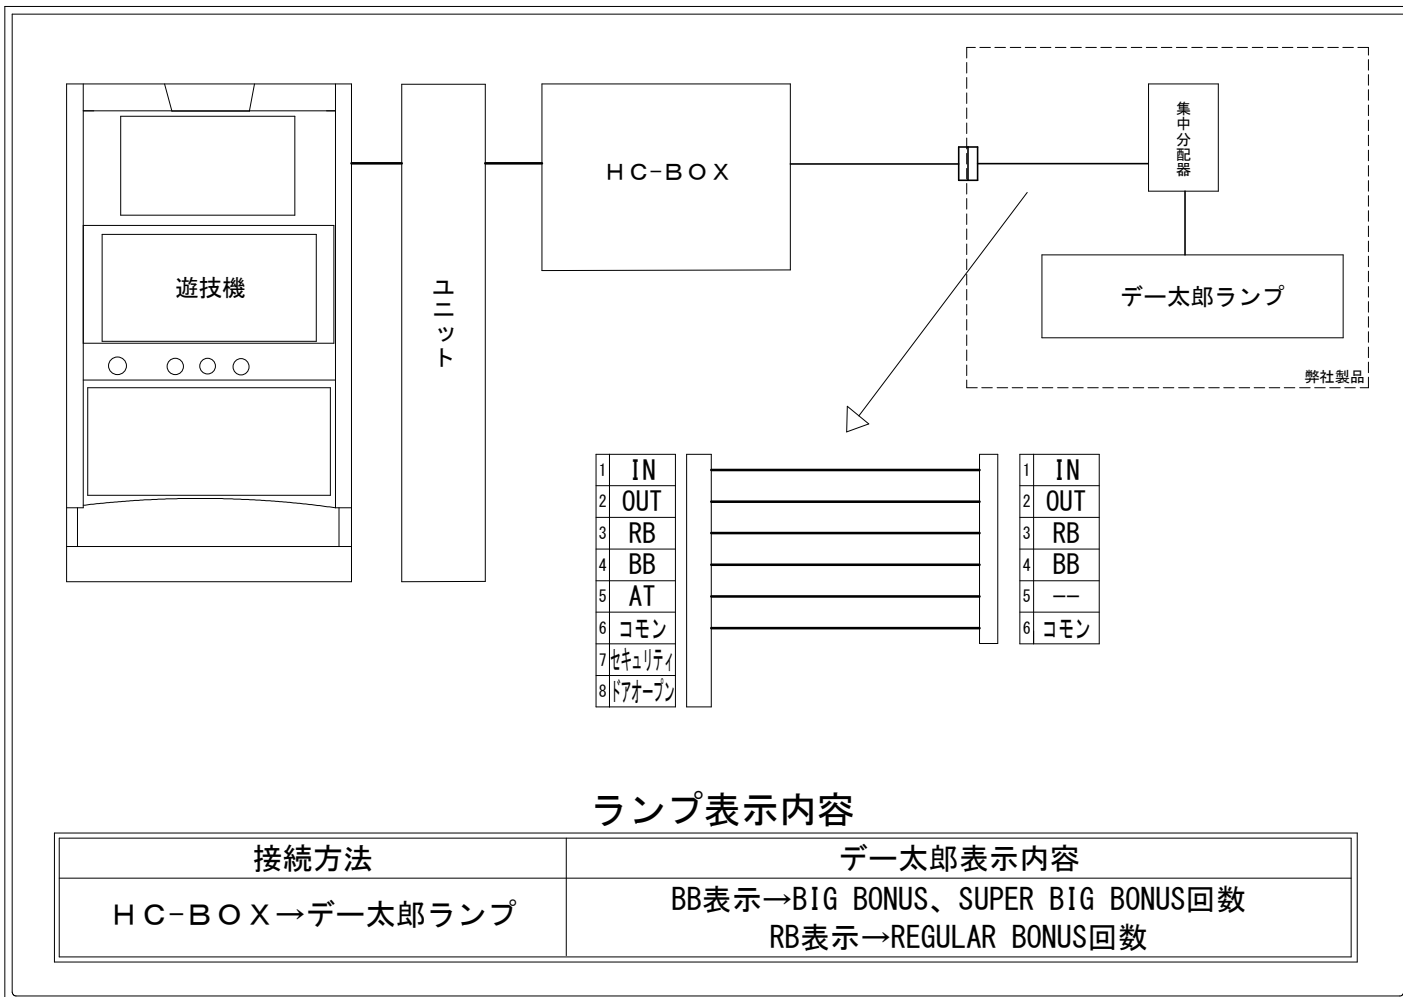 集中分配器
HC-BOX
遊技機
ユニット
デー太郎ランプ
弊社製品
1 IN
2 OUT
3 RB
4 BB
5 AT
6 コモン
7 セキュリティ
8 ドアオープン
1 IN
2 OUT
3 RB
4 BB
5 --
6 コモン
ランプ表示内容
接続方法 デー太郎表示内容
HC-BOX→デー太郎ランプ
BB表示→BIG BONUS、SUPER BIG BONUS回数
RB表示→REGULAR BONUS回数